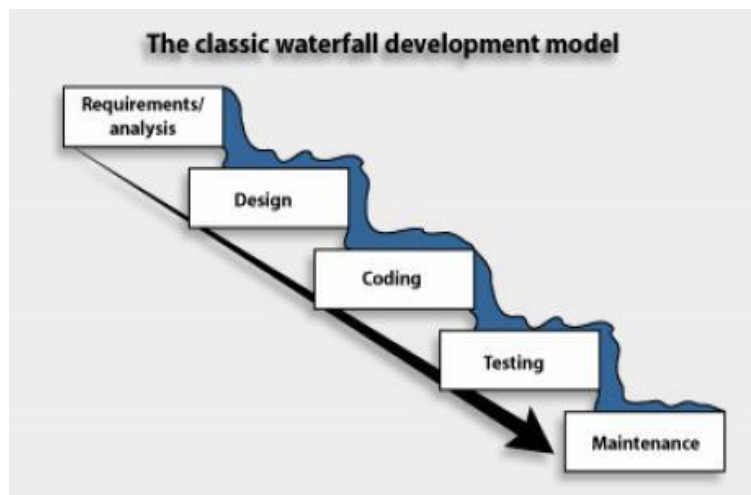 The classic waterfall development model
Requirements/
analysis
Design
Coding
Testing
Maintenance